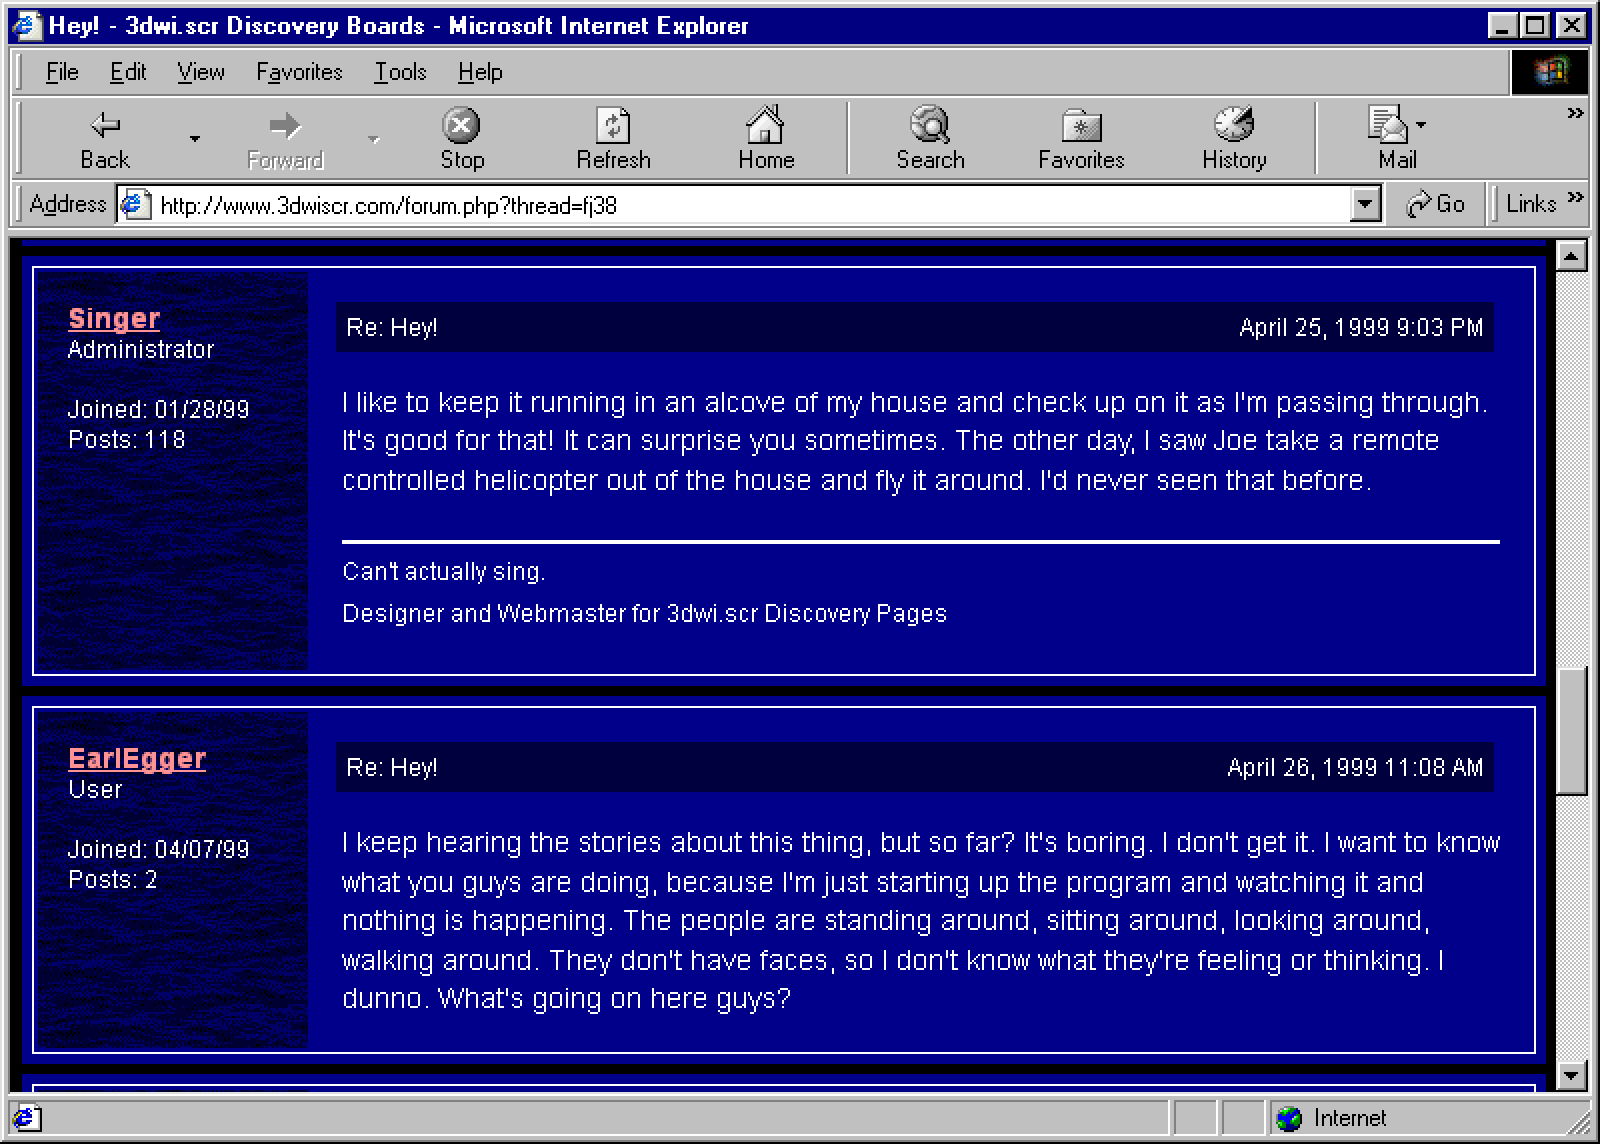 Hey! - 3dwi.scr Discovery Boards - Microsoft Internet Explorer
File Edit View Favorites Tools Help
Back Forward Stop Refresh Home Search Favorites History Mail »
Address http://www.3dwiscr.com/forum.php?thread=fj38 Go Links »
Singer
Administrator
Joined: 01/28/99
Posts: 118
Re: Hey! April 25, 1999 9:03 PM
I like to keep it running in an alcove of my house and check up on it as I'm passing through.
It's good for that! It can surprise you sometimes. The other day, I saw Joe take a remote
controlled helicopter out of the house and fly it around. I'd never seen that before.
Can't actually sing.
Designer and Webmaster for 3dwi.scr Discovery Pages
EarlEgger
User
Joined: 04/07/99
Posts: 2
Re: Hey! April 26, 1999 11:08 AM
I keep hearing the stories about this thing, but so far? It's boring. I don't get it. I want to know
what you guys are doing, because I'm just starting up the program and watching it and
nothing is happening. The people are standing around, sitting around, looking around,
walking around. They don't have faces, so I don't know what they're feeling or thinking. I
dunno. What's going on here guys?
Internet